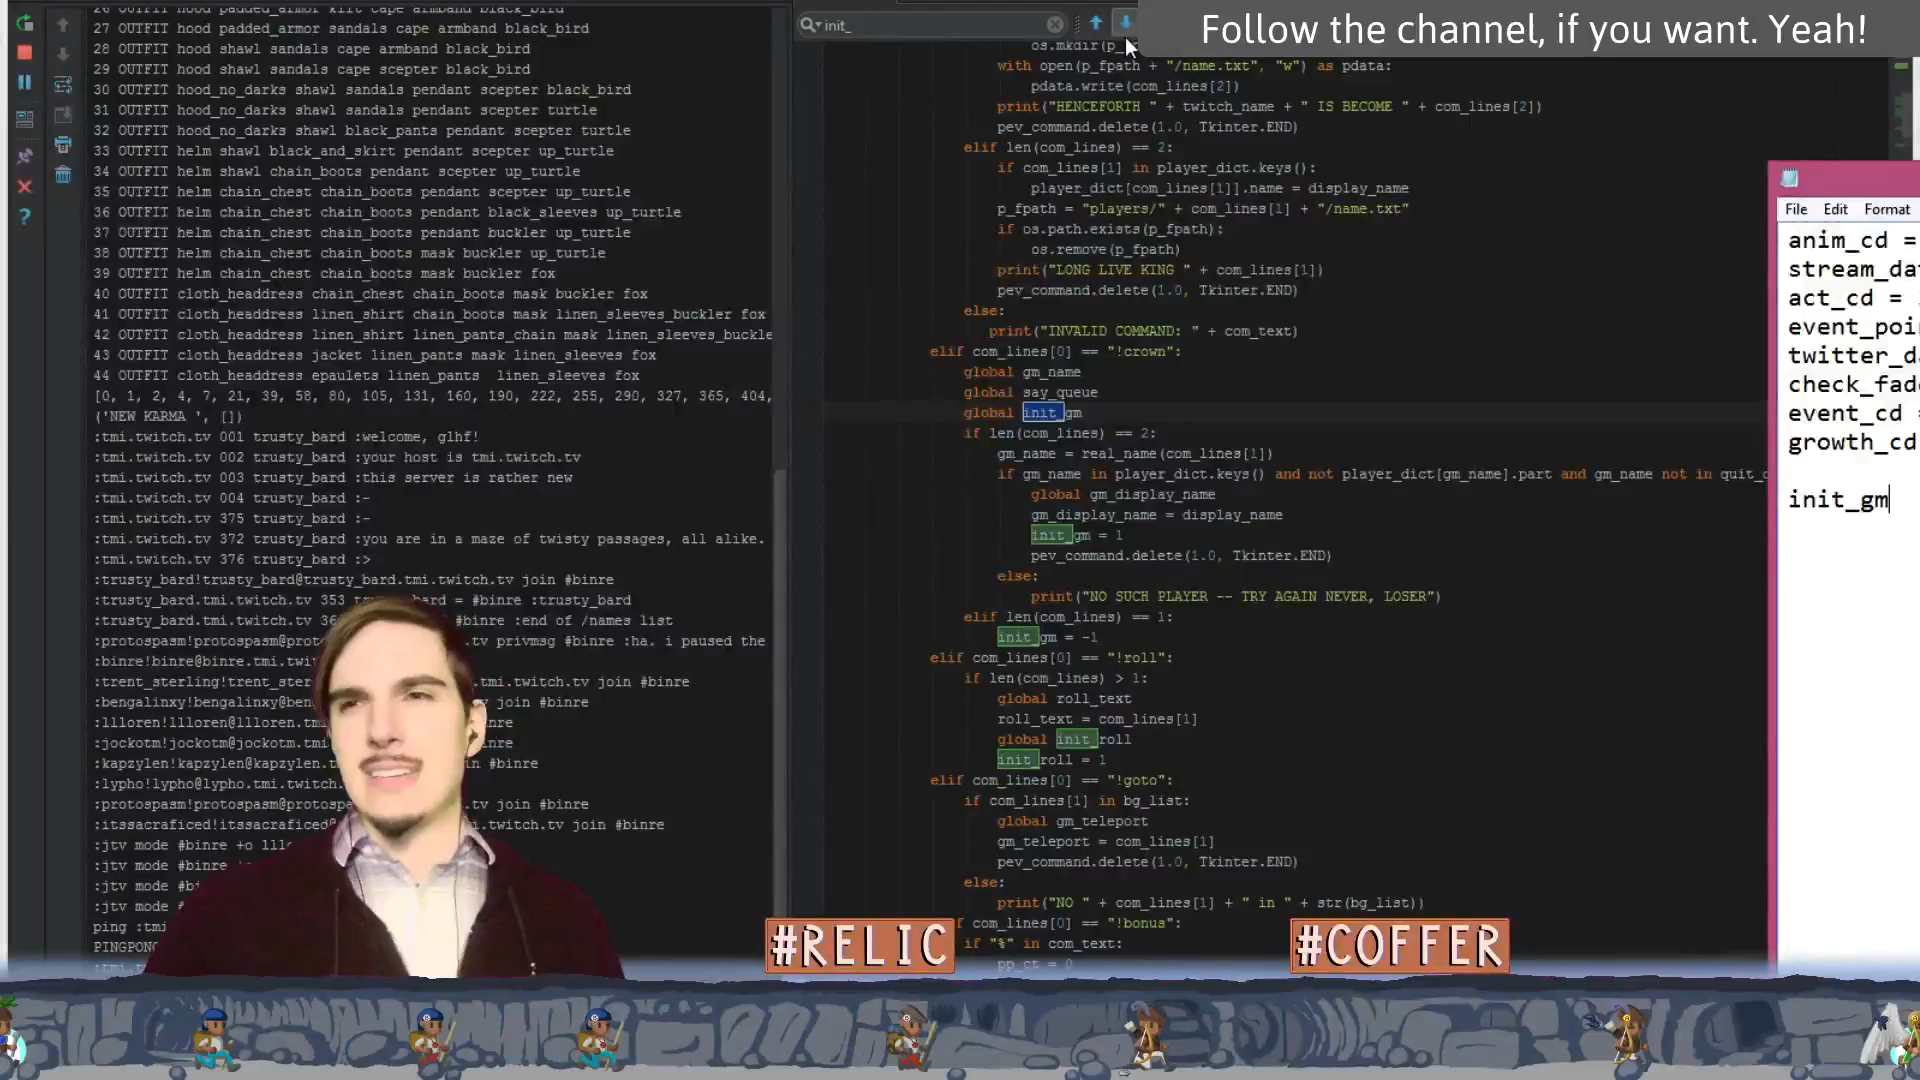 26 OUTFIT hood padded_armor kilt cape armband black_bird
27 OUTFIT hood padded_armor sandals cape armband black_bird
28 OUTFIT hood shawl sandals cape armband black_bird
29 OUTFIT hood shawl sandals cape scepter black_bird
30 OUTFIT hood_no_darks shawl sandals pendant scepter black_bird
31 OUTFIT hood_no_darks shawl sandals pendant scepter turtle
32 OUTFIT hood_no_darks shawl black_pants pendant scepter turtle
33 OUTFIT helm shawl black_and_skirt pendant scepter up_turtle
34 OUTFIT helm shawl chain_boots pendant scepter up_turtle
35 OUTFIT helm chain_chest chain_boots pendant scepter up_turtle
36 OUTFIT helm chain_chest chain_boots pendant black_sleeves up_turtle
37 OUTFIT helm chain_chest chain_boots pendant buckler up_turtle
38 OUTFIT helm chain_chest chain_boots mask buckler up_turtle
39 OUTFIT helm chain_chest chain_boots mask buckler fox
40 OUTFIT cloth_headdress chain_chest chain_boots mask buckler fox
41 OUTFIT cloth_headdress linen_shirt chain_boots mask linen_sleeves_buckler fox
42 OUTFIT cloth_headdress linen_shirt linen_pants_chain mask linen_sleeves_buckle
43 OUTFIT cloth_headdress jacket linen_pants mask linen_sleeves fox
44 OUTFIT cloth_headdress epaulets linen_pants  linen_sleeves fox
[0, 1, 2, 4, 7, 21, 39, 58, 80, 105, 131, 160, 190, 222, 255, 290, 327, 365, 404,
('NEW KARMA ', [])
:tmi.twitch.tv 001 trusty_bard :welcome, glhf!
:tmi.twitch.tv 002 trusty_bard :your host is tmi.twitch.tv
:tmi.twitch.tv 003 trusty_bard :this server is rather new
:tmi.twitch.tv 004 trusty_bard :-
:tmi.twitch.tv 375 trusty_bard :-
:tmi.twitch.tv 372 trusty_bard :you are in a maze of twisty passages, all alike.
:tmi.twitch.tv 376 trusty_bard :>
:trusty_bard!trusty_bard@trusty_bard.tmi.twitch.tv join #binre
:trusty_bard.tmi.twitch.tv 353 trusty_bard = #binre :trusty_bard
:trusty_bard.tmi.twitch.tv 36 #binre :end of /names list
:protospasm!protospasm@prot .tv privmsg #binre :ha. i paused the
:binre!binre@binre.tmi.twi
:trent_sterling!trent_ster .tmi.twitch.tv join #binre
:bengalinxy!bengalinxy@ben y join #binre
:llloren!llloren@llloren.tm nre
:jockotm!jockotm@jockotm.tmi nre
:kapzylen!kapzylen@kapzylen.t n #binre
:lypho!lypho@lypho.tmi.twitch
:protospasm!protospasm@protosp .tv join #binre
:itssacraficed!itssacraficed@ i.twitch.tv join #binre
:jtv mode #binre +o lll
:jtv mode #binre
:jtv mode #bi
:jtv mode #
ping :tmi
PINGPONG
init_
os.mkdir(p_
with open(p_fpath + "/name.txt", "w") as pdata:
pdata.write(com_lines[2])
print("HENCEFORTH " + twitch_name + " IS BECOME " + com_lines[2])
pev_command.delete(1.0, Tkinter.END)
elif len(com_lines) == 2:
if com_lines[1] in player_dict.keys():
player_dict[com_lines[1]].name = display_name
p_fpath = "players/" + com_lines[1] + "/name.txt"
if os.path.exists(p_fpath):
os.remove(p_fpath)
print("LONG LIVE KING " + com_lines[1])
pev_command.delete(1.0, Tkinter.END)
else:
print("INVALID COMMAND: " + com_text)
elif com_lines[0] == "!crown":
global gm_name
global say_queue
global init_gm
if len(com_lines) == 2:
gm_name = real_name(com_lines[1])
if gm_name in player_dict.keys() and not player_dict[gm_name].part and gm_name not in quit_
global gm_display_name
gm_display_name = display_name
init_gm = 1
pev_command.delete(1.0, Tkinter.END)
else:
print("NO SUCH PLAYER -- TRY AGAIN NEVER, LOSER")
elif len(com_lines) == 1:
init_gm = -1
elif com_lines[0] == "!roll":
if len(com_lines) > 1:
global roll_text
roll_text = com_lines[1]
global init_roll
init_roll = 1
elif com_lines[0] == "!goto":
if com_lines[1] in bg_list:
global gm_teleport
gm_teleport = com_lines[1]
pev_command.delete(1.0, Tkinter.END)
else:
print("NO " + com_lines[1] + " in " + str(bg_list))
f com_lines[0] == "!bonus":
if "%" in com_text:
pp_ct = 0
Follow the channel, if you want. Yeah!
File Edit Format
anim_cd =
stream_da
act_cd =
event_poi
twitter_d
check_fad
event_cd
growth_cd
init_gm
#RELIC
#COFFER